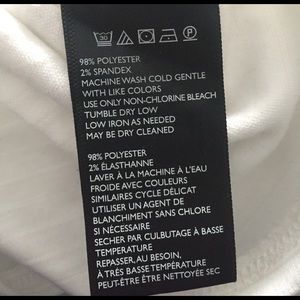 30
P
98% POLYESTER
2% SPANDEX
MACHINE WASH COLD GENTLE
WITH LIKE COLORS
USE ONLY NON-CHLORINE BLEACH
TUMBLE DRY LOW
LOW IRON AS NEEDED
MAY BE DRY CLEANED
98% POLYESTER
2% ÉLASTHANNE
LAVER À LA MACHINE À L'EAU
FROIDE AVEC COULEURS
SIMILAIRES CYCLE DÉLICAT
UTILISER UN AGENT DE
BLANCHIMENT SANS CHLORE
SI NÉCESSAIRE
SECHER PAR CULBUTAGE À BASSE
TEMPERATURE
REPASSER, AU BESOIN,
À TRÈS BASSE TEMPÉRATURE
PEUT-ÊTRE ÊTRE NETTOYÉE SEC